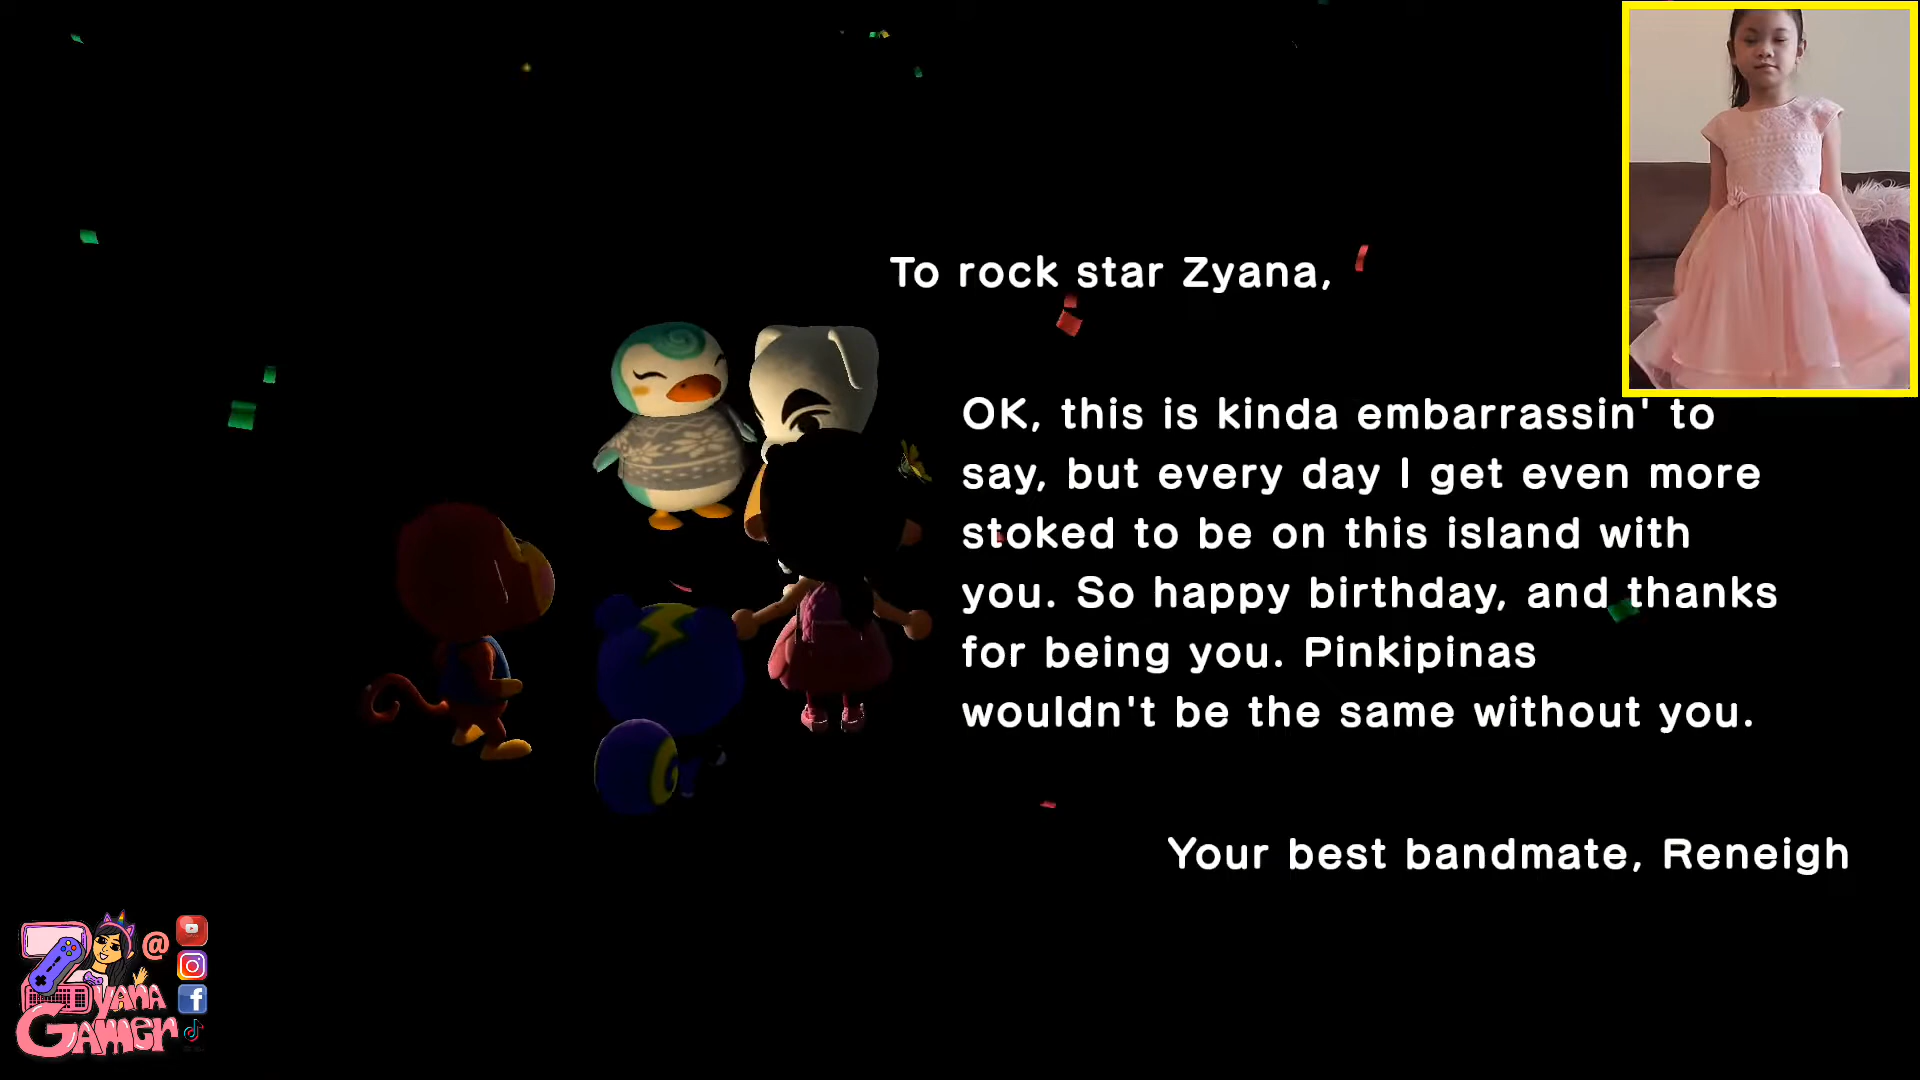 To rock star Zyana,
OK, this is kinda embarrassin' to
say, but every day I get even more
stoked to be on this island with
you. So happy birthday, and thanks
for being you. Pinkipinas
wouldn't be the same without you.
Your best bandmate, Reneigh
@
Zyana
Gamer